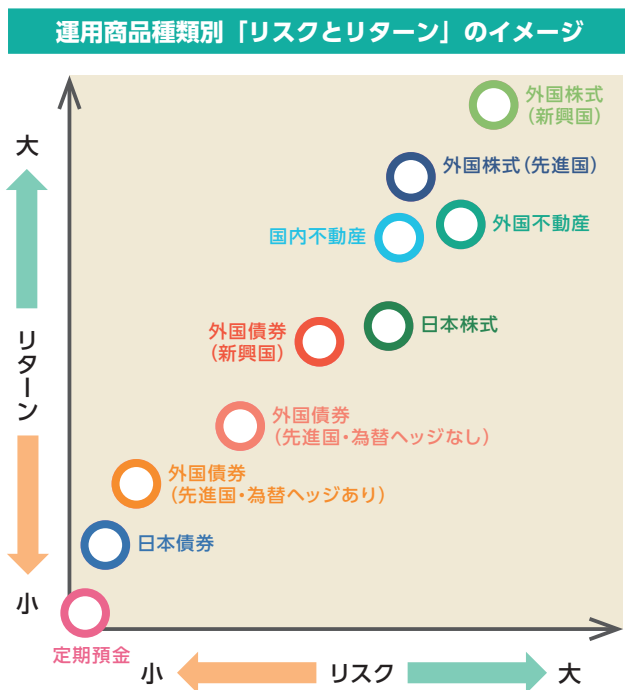 運用商品種類別「リスクとリターン」のイメージ
外国株式
(新興国)
大
外国株式(先進国)
外国不動産
国内不動産
日本株式
外国債券
(新興国)
リターン
外国債券
(先進国・為替ヘッジなし)
外国債券
(先進国・為替ヘッジあり)
日本債券
小
定期預金
小
リスク
大